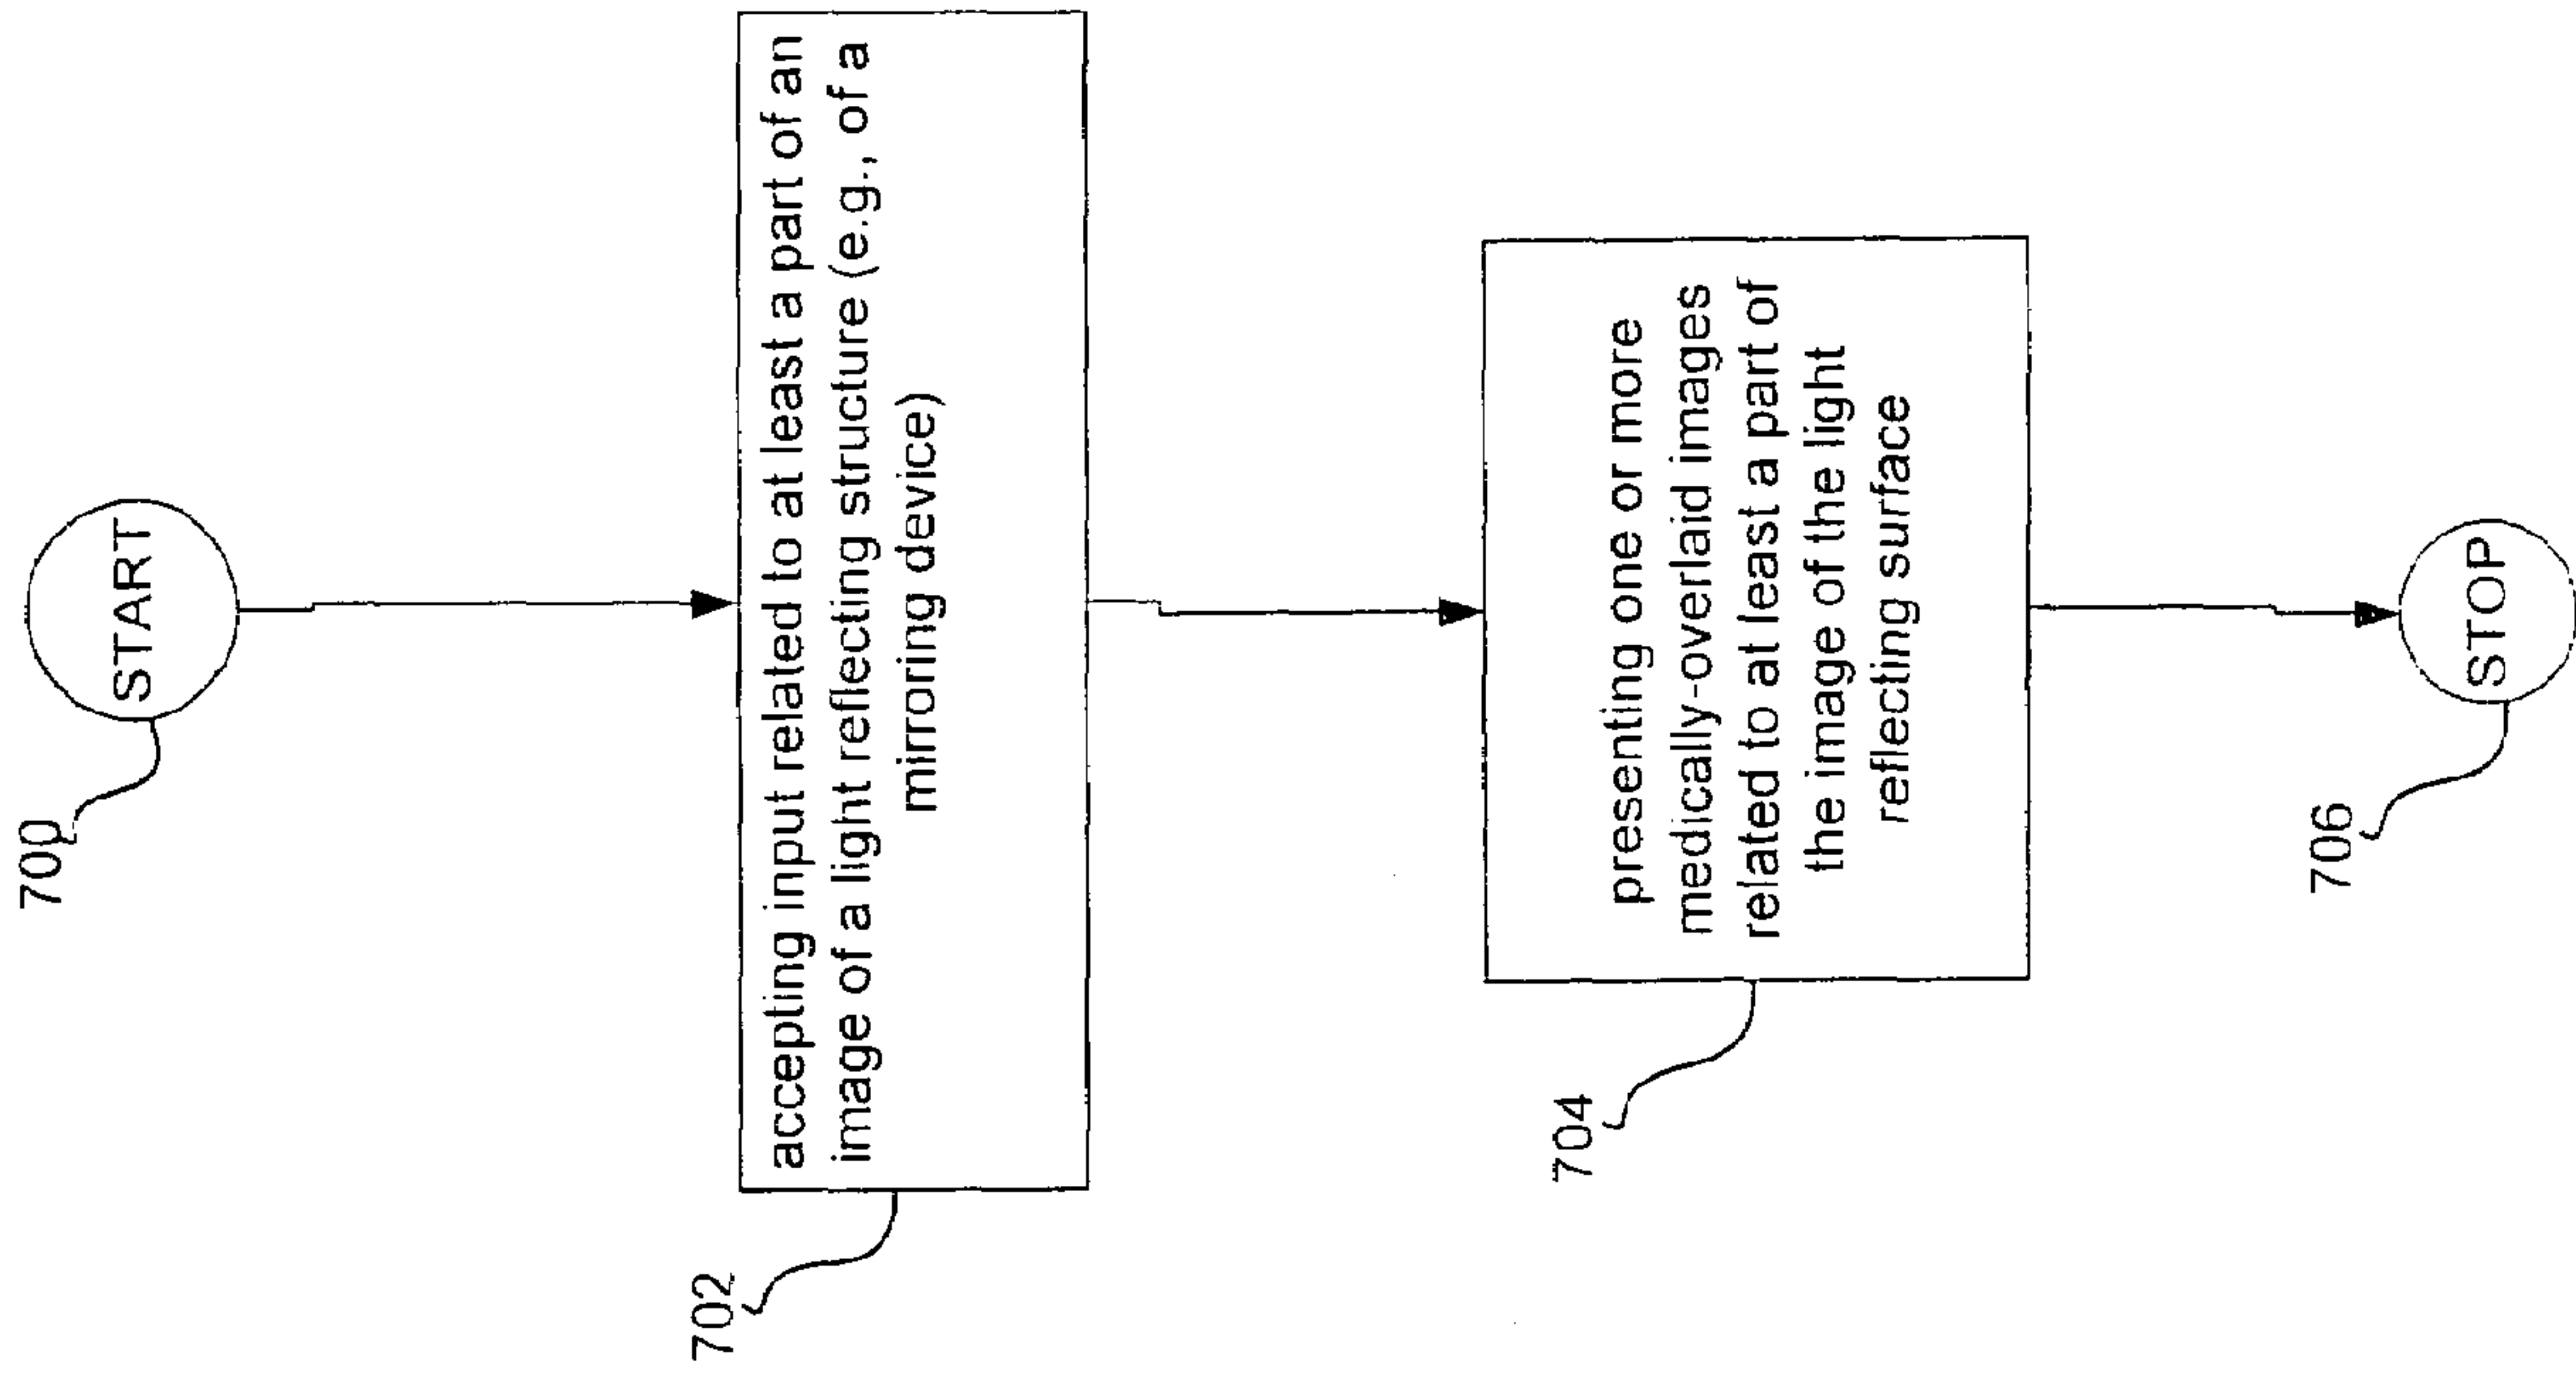 START
700
accepting input related to at least a part of an
image of a light reflecting structure (e.g., of a
mirroring device)
702
presenting one or more
medically-overlaid images
related to at least a part of
the image of the light
reflecting surface
704
STOP
706